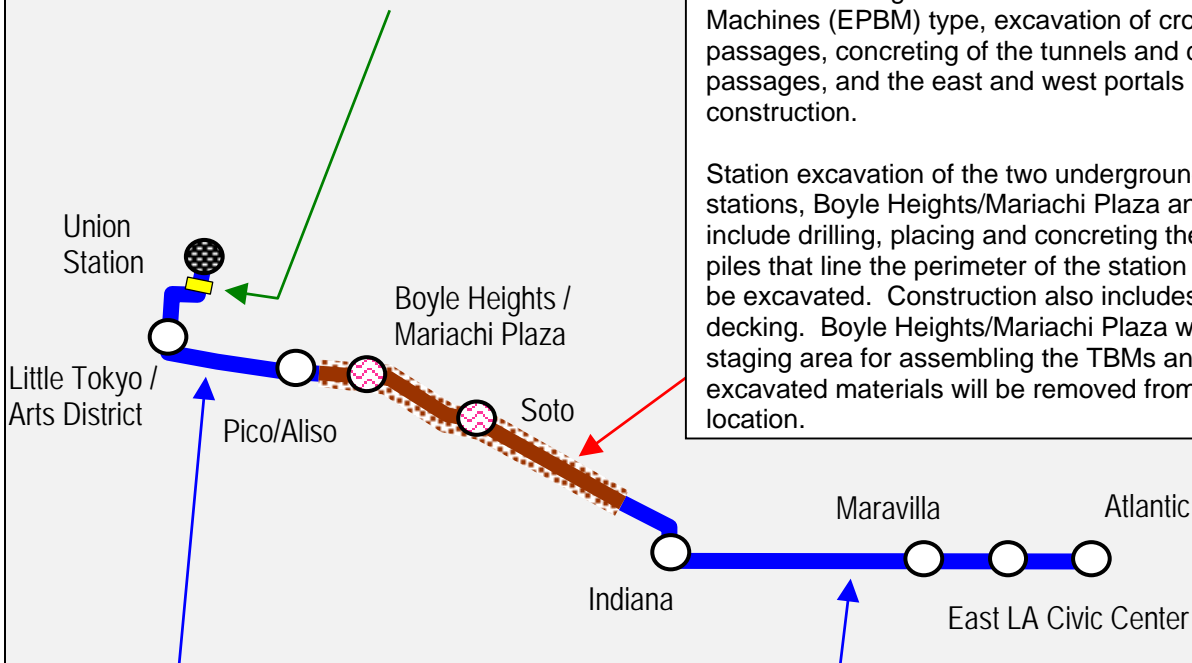 Machines (EPBM) type, excavation of
passages, concreting of the tunnels and
passages, and the east and west portals
construction.
Station excavation of the two
stations, Boyle Heights/Mariachi Plaza
include drilling, placing and concreting the
piles that line the perimeter of the station
be excavated. Construction also includes
decking. Boyle Heights/Mariachi Plaza
staging area for assembling the TBMs
excavated materials will be removed from
location.
Union
Station
Boyle Heights /
Mariachi Plaza
Little Tokyo /
Arts District
Pico/Aliso
Soto
Maravilla
Atlantic
Indiana
East LA Civic Center